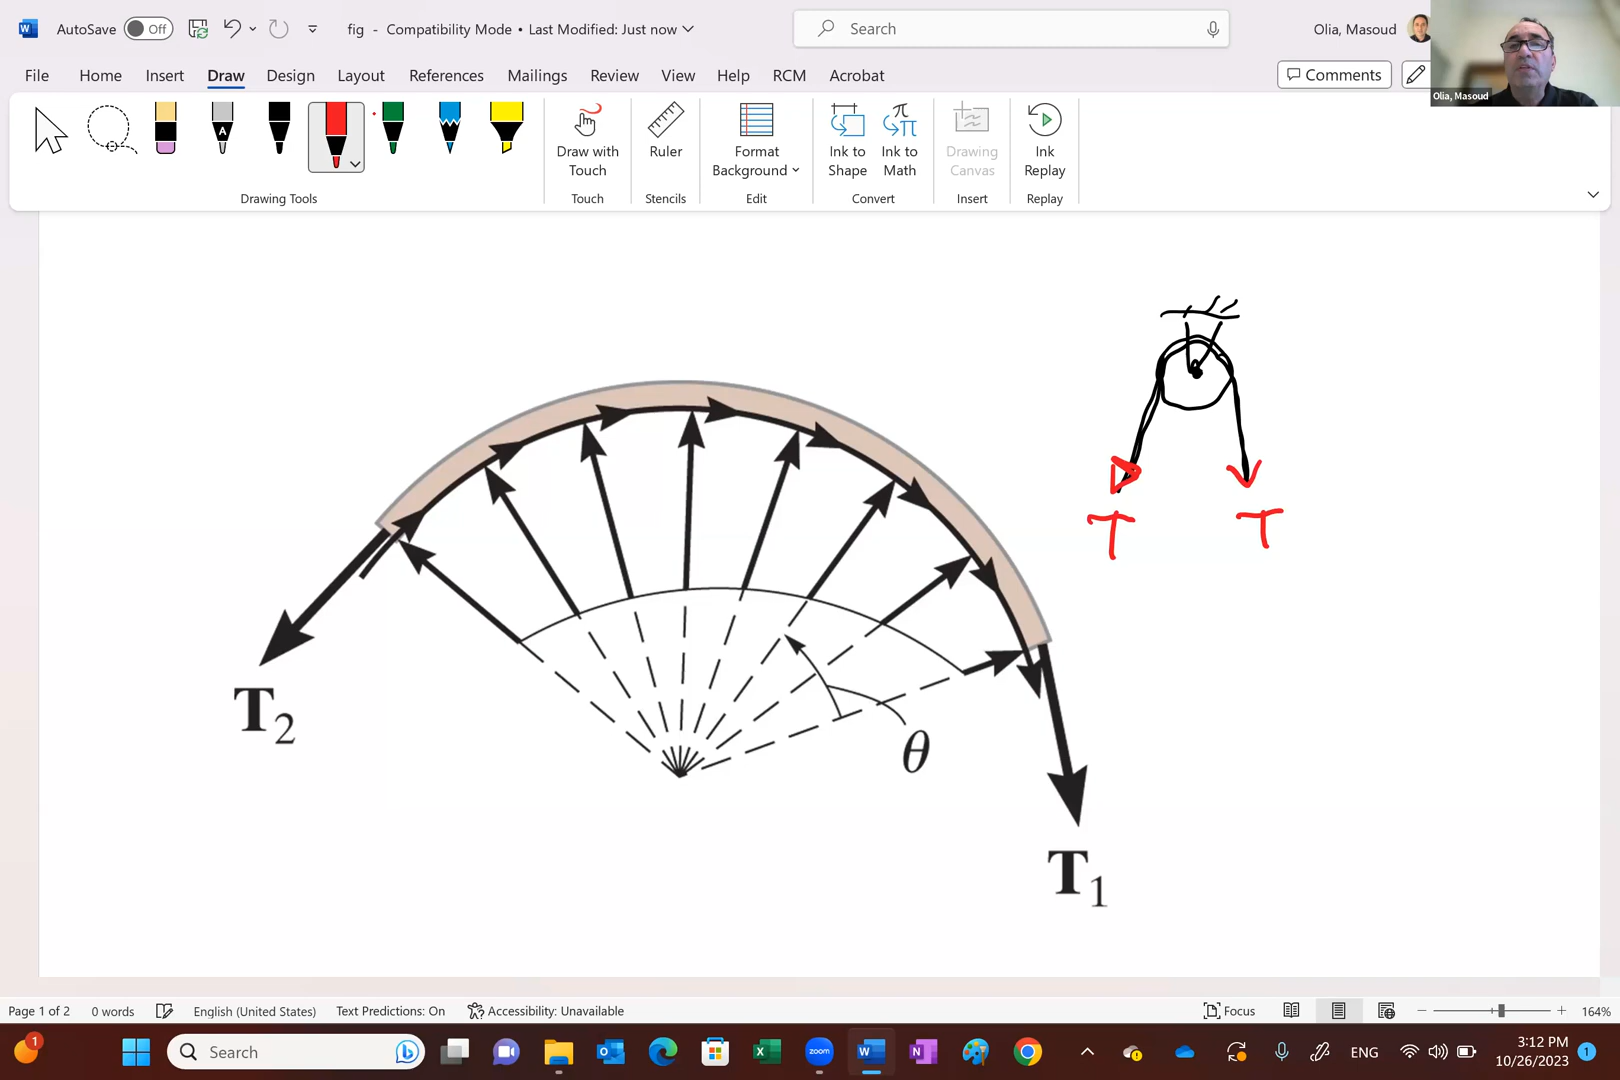 AutoSave Off fig - Compatibility Mode • Last Modified: Just now Search Olia, Masoud
File Home Insert Draw Design Layout References Mailings Review View Help RCM Acrobat Comments
Olia, Masoud
A
Draw with Touch
Ruler
Format Background
Ink to Shape
Ink to Math
Drawing Canvas
Ink Replay
Drawing Tools Touch Stencils Edit Convert Insert Replay
T T
T2
θ
T1
Page 1 of 2 0 words English (United States) Text Predictions: On Accessibility: Unavailable Focus 164%
1 Search zoom ENG 3:12 PM
10/26/2023 1